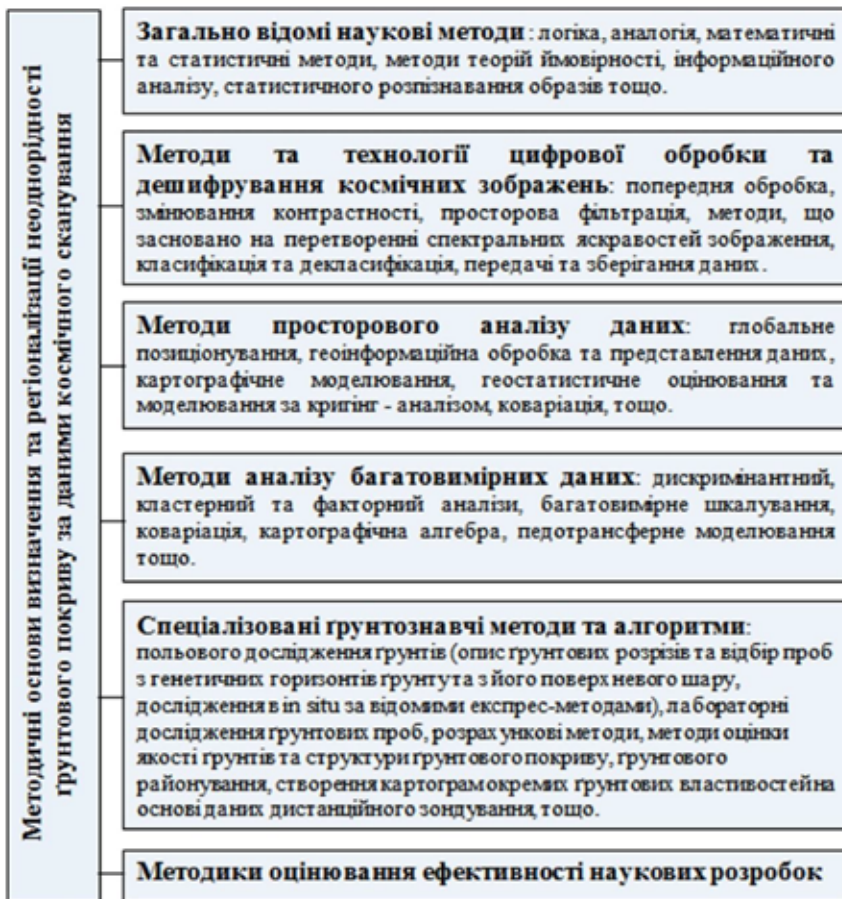 Методичні основи визначення та регіоналізації неоднорідності
ґрунтового покриву за даними космічного сканування
Загально відомі наукові методи: логіка, аналогія, математичні
та статистичні методи, методи теорій ймовірності, інформаційного
аналізу, статистичного розпізнавання образів тощо.
Методи та технології цифрової обробки та
дешифрування космічних зображень: попередня обробка,
змінювання контрастності, просторова фільтрація, методи, що
засновано на перетворенні спектральних яскравостей зображення,
класифікація та декласифікація, передачі та зберігання даних.
Методи просторового аналізу даних: глобальне
позиціонування, геоінформаційна обробка та представлення даних,
картографічне моделювання, геостатистичне оцінювання та
моделювання за кригінг - аналізом, коваріація, тощо.
Методи аналізу багатовимірних даних: дискримінантний,
кластерний та факторний аналізи, багатовимірне шкалування,
коваріація, картографічна алгебра, педотрансферне моделювання
тощо.
Спеціалізовані ґрунтознавчі методи та алгоритми:
польового дослідження ґрунтів (опис ґрунтових розрізів та відбір проб
з генетичних горизонтів ґрунту та з його поверхневого шару,
дослідження в in situ за відомими експрес-методами), лабораторні
дослідження ґрунтових проб, розрахункові методи, методи оцінки
якості ґрунтів та структури ґрунтового покриву, ґрунтового
районування, створення картограм окремих ґрунтових властивостей на
основі даних дистанційного зондування, тощо.
Методики оцінювання ефективності наукових розробок